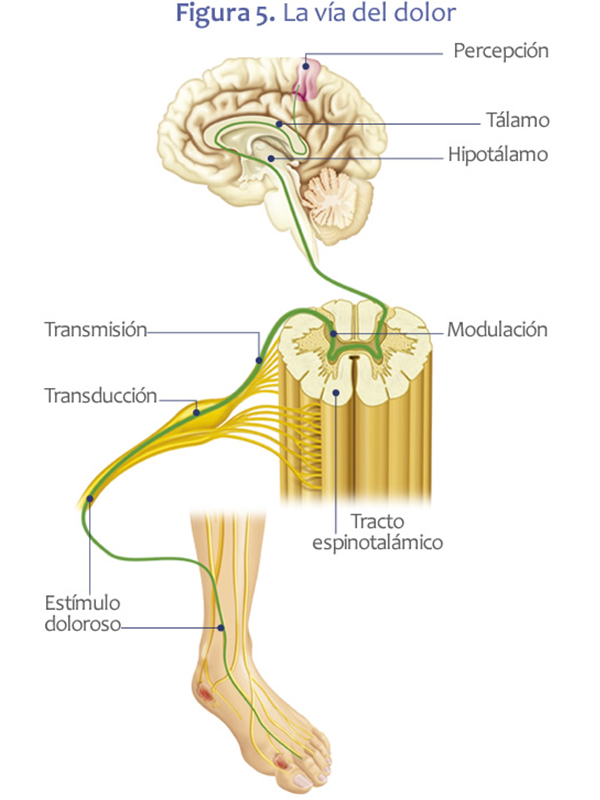 Figura 5. La vía del dolor
Percepción
Tálamo
Hipotálamo
Transmisión
Modulación
Transducción
Tracto
espinotalámico
Estímulo
doloroso